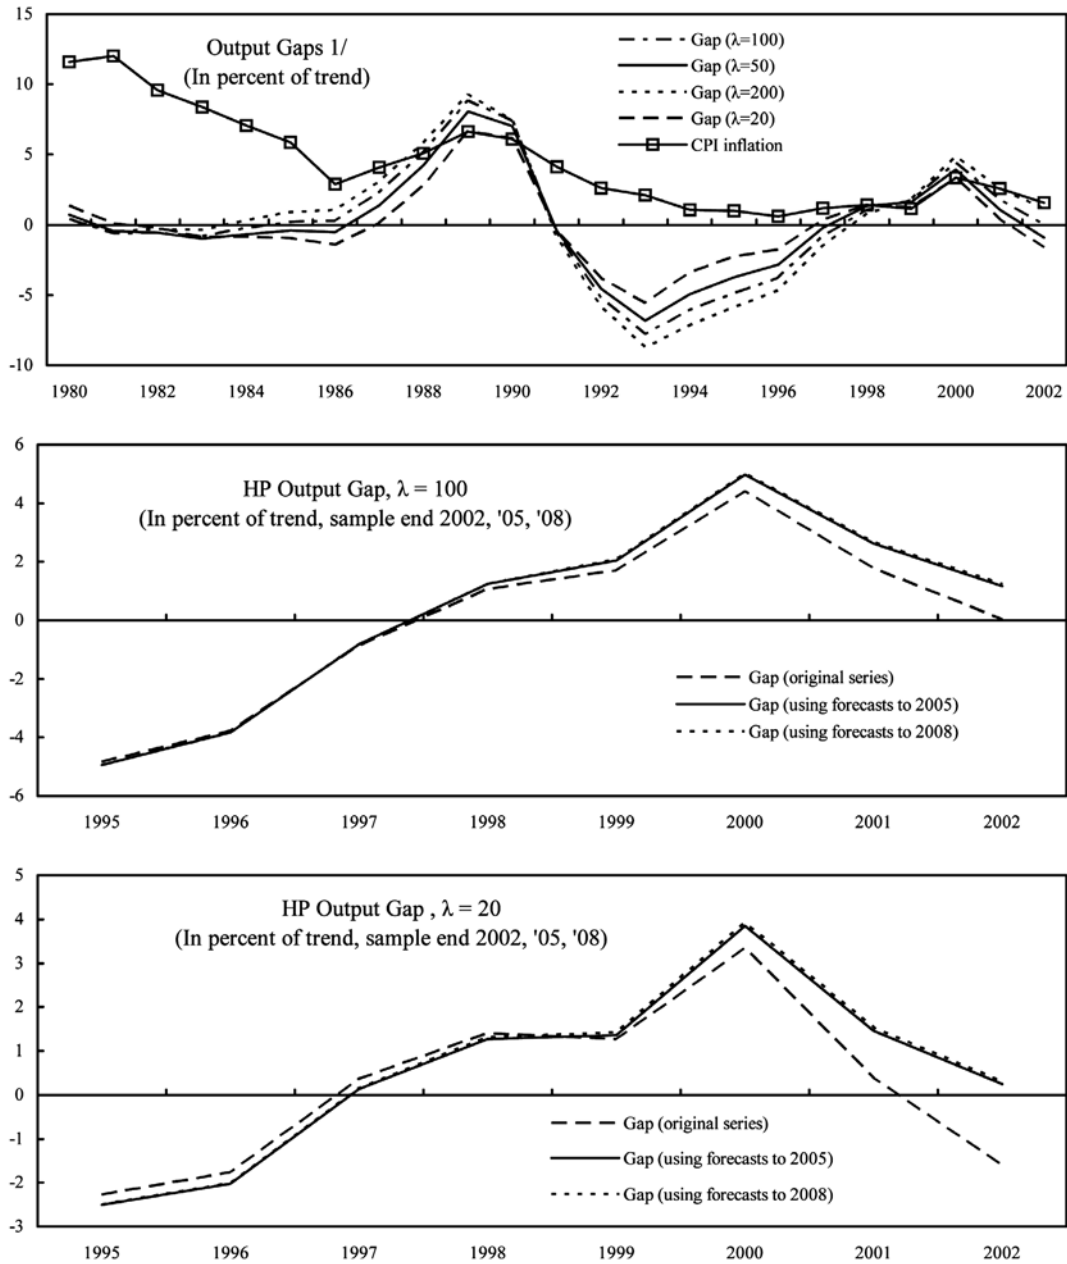 Output Gaps 1/
(In percent of trend)
Gap (λ=100)
Gap (λ=50)
Gap (λ=200)
Gap (λ=20)
CPI inflation
15
10
5
0
-5
-10
1980 1982 1984 1986 1988 1990 1992 1994 1996 1998 2000 2002
HP Output Gap, λ = 100
(In percent of trend, sample end 2002, '05, '08)
6
4
2
0
-2
-4
-6
Gap (original series)
Gap (using forecasts to 2005)
Gap (using forecasts to 2008)
1995 1996 1997 1998 1999 2000 2001 2002
HP Output Gap , λ = 20
(In percent of trend, sample end 2002, '05, '08)
5
4
3
2
1
0
-1
-2
-3
Gap (original series)
Gap (using forecasts to 2005)
Gap (using forecasts to 2008)
1995 1996 1997 1998 1999 2000 2001 2002